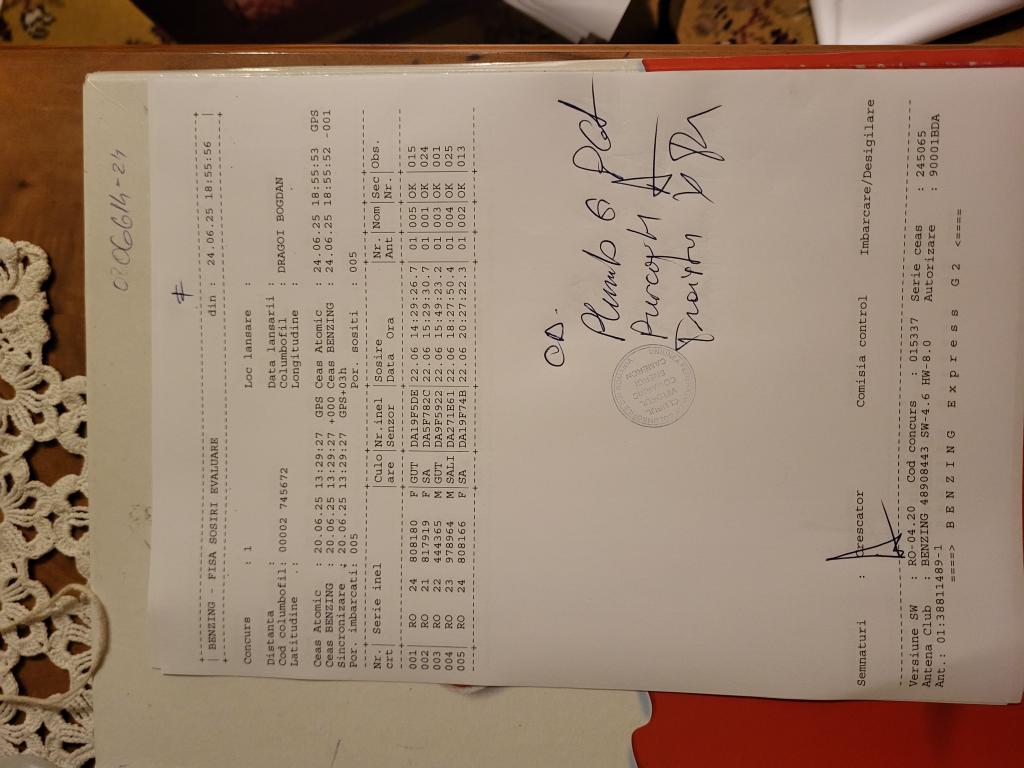 | BENZING - FISA SOSIRI EVALUARE din : 24.06.25 18:55:56 |
Concurs : 1 Loc lansare :
Distanta : Data lansarii :
Cod columbofil: 00002 745672 Columbofil : DRAGOI BOGDAN
Latitudine : Longitudine :
Ceas Atomic : 20.06.25 13:29:27 GPS Ceas Atomic : 24.06.25 18:55:53 GPS
Ceas BENZING : 20.06.25 13:29:27 +000 Ceas BENZING : 24.06.25 18:55:52 -001
Sincronizare : 20.06.25 13:29:27 GPS+03h
Por. imbarcati: 005 Por. sositi : 005
Nr.| Serie inel |Culo|Nr.inel |Sosire |Nr. |Nom|Sec|Obs.
crt| |are |Senzor |Data Ora |Ant | |Nr.|
001| RO 24 808180 F|GUT |DA19F5DE|22.06 14:29:26.7| 01|005|OK |015
002| RO 21 817919 F|SA |DA5F782C|22.06 15:29:30.7| 01|001|OK |024
003| RO 22 444365 M|GUT |DA9F5922|22.06 15:49:23.2| 01|003|OK |001
004| RO 23 978964 M|SALI|DA271E61|22.06 18:27:50.4| 01|004|OK |025
005| RO 24 808166 F|SA |DA19F74B|22.06 20:27:22.3| 01|002|OK |013
CD.
Plumb G
Semnaturi : Crescator Comisia control Imbarcare/Desigilare
Versiune SW : RO-04.20 Cod concurs : 015337 Serie ceas : 245065
Antena Club : BENZING 48908443 SW-4.6 HW-8.0 Autorizare : 90001BDA
Ant.: 01:38811489-1
====> B E N Z I N G E x p r e s s G 2 <====